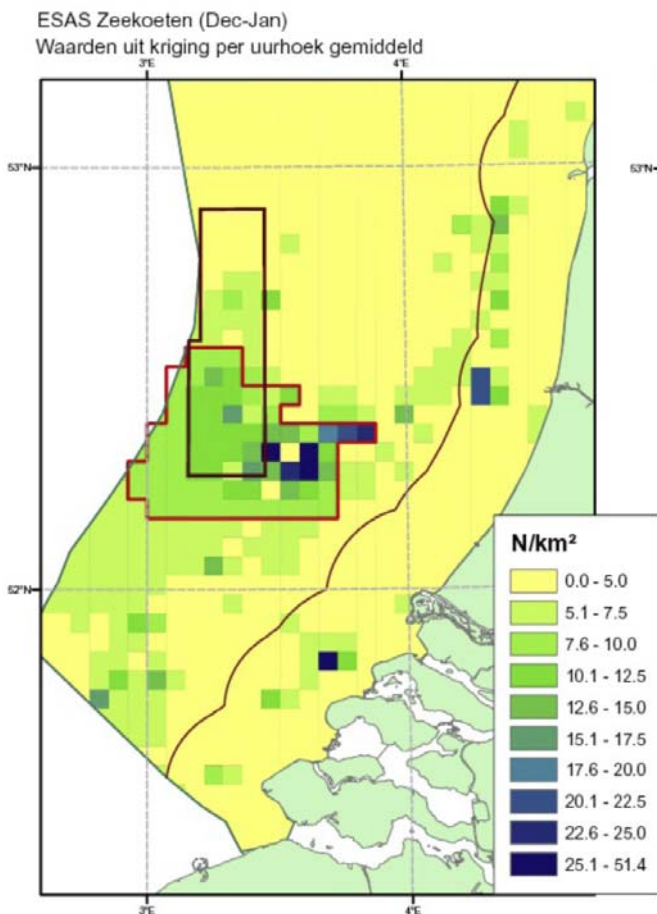 ESAS Zeekoeten (Dec-Jan)
Waarden uit kriging per uurhoek gemiddeld
3°E
4°E
53°N
53°N
52°N
N/km²
0.0 - 5.0
5.1 - 7.5
7.6 - 10.0
10.1 - 12.5
12.6 - 15.0
15.1 - 17.5
17.6 - 20.0
20.1 - 22.5
22.6 - 25.0
25.1 - 51.4
3°E
4°E